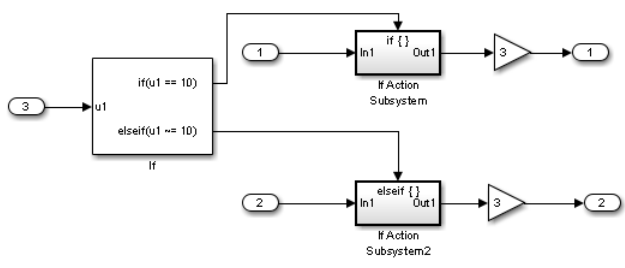 if { }
1
In1
Out1
3
1
if(u1 == 10)
If Action
Subsystem
3
u1
elseif(u1 ~= 10)
If
elseif { }
2
In1
Out1
3
2
If Action
Subsystem2